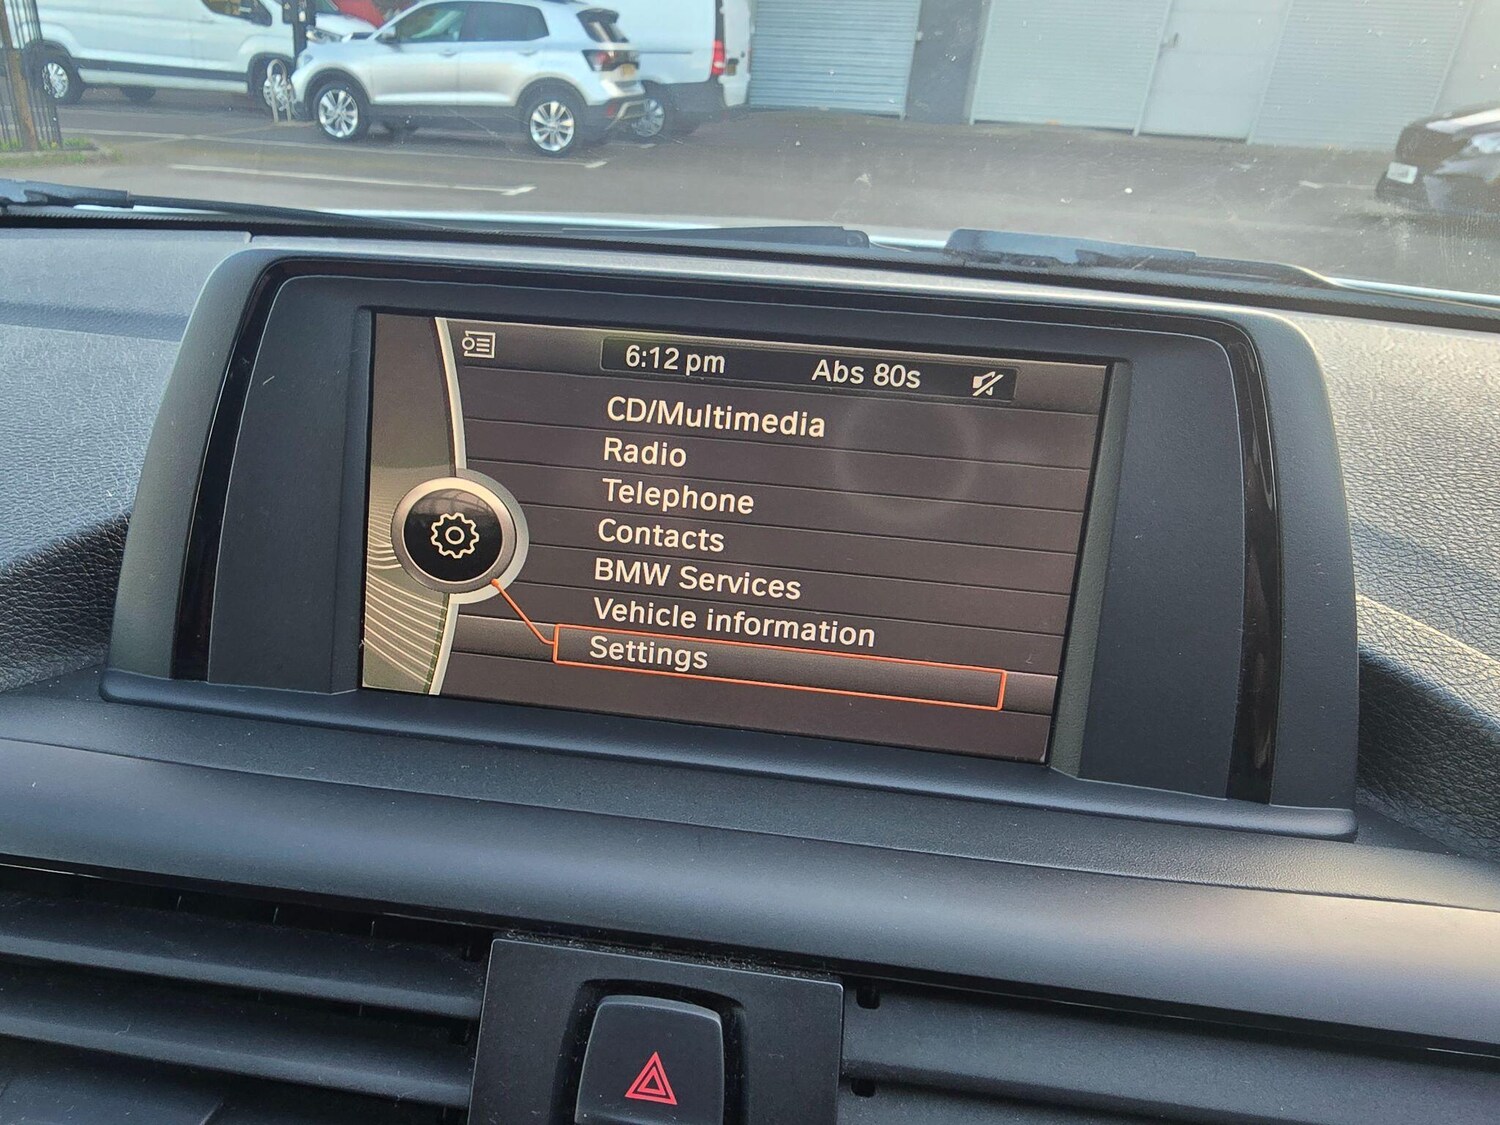 6:12 pm Abs 80s
CD/Multimedia
Radio
Telephone
Contacts
BMW Services
Vehicle information
Settings